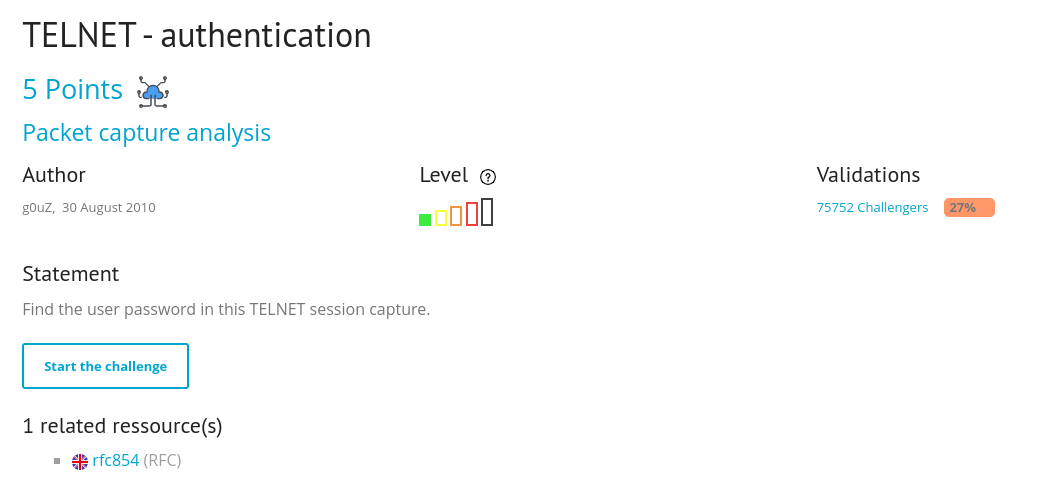 TELNET - authentication
5 Points
Packet capture analysis
Author
Level ?
Validations
g0uZ, 30 August 2010
75752 Challengers 27%
Statement
Find the user password in this TELNET session capture.
Start the challenge
1 related ressource(s)
rfc854 (RFC)